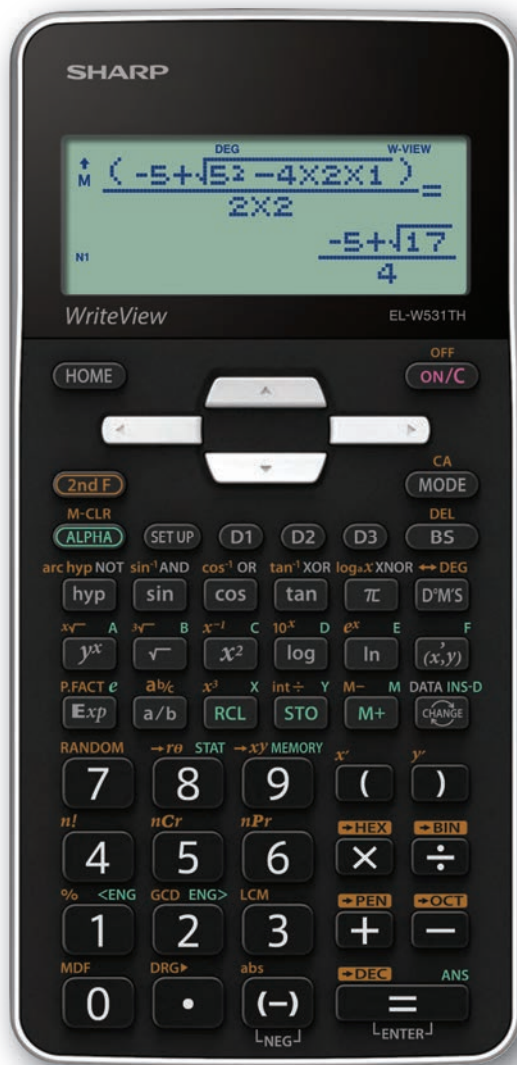 SHARP
DEG W-VIEW
M (-5+√5²-4×2×1)
=
2×2
-5+√17
N1
4
WriteView EL-W531TH
OFF
HOME ON/C
CA
2nd F MODE
M-CLR DEL
ALPHA SET UP D1 D2 D3 BS
arc hyp NOT sin⁻¹ AND cos⁻¹ OR tan⁻¹ XOR logₐx XNOR ↔DEG
hyp sin cos tan π D°M'S
ˣ√ A ³√ B x⁻¹ C 10ˣ D eˣ E F
yˣ √ x² log ln (x,y)
P.FACT e ab/c x³ X int÷ Y M− M DATA INS-D
Exp a/b RCL STO M+ CHANGE
RANDOM →rθ STAT →xy MEMORY x' y'
7 8 9 ( )
n! nCr nPr →HEX →BIN
4 5 6 × ÷
% <ENG GCD ENG> LCM →PEN →OCT
1 2 3 + −
MDF DRG▸ abs →DEC ANS
0 • (−) =
NEG ENTER